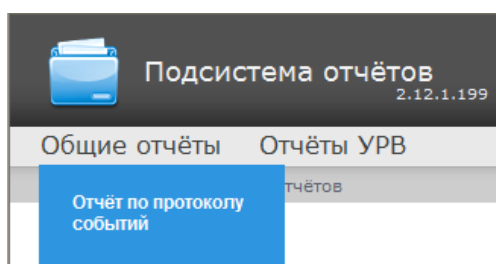 Подсистема отчётов
2.12.1.199
Общие отчёты Отчёты УРВ
тчётов
Отчёт по протоколу
событий